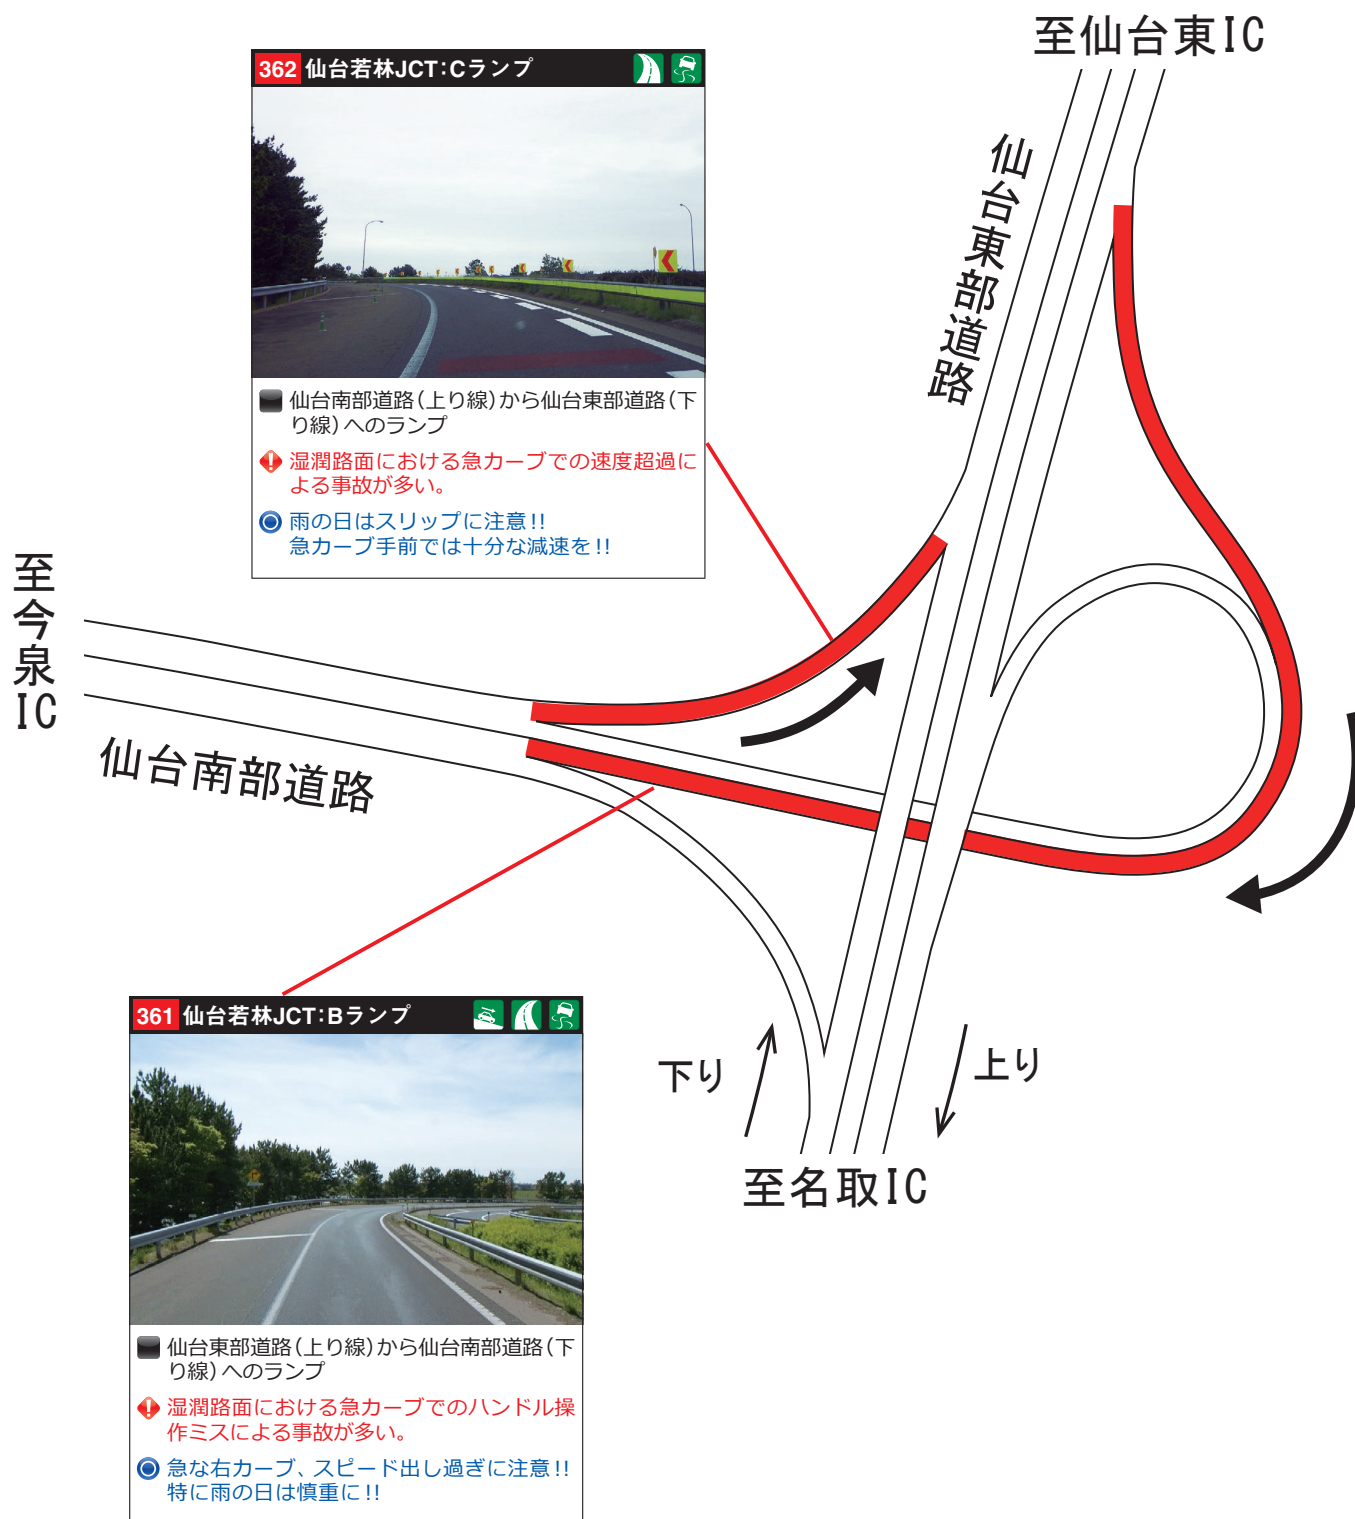 至仙台東IC
362 仙台若林JCT：Cランプ
仙台東部道路
仙台南部道路（上り線）から仙台東部道路（下
り線）へのランプ
湿潤路面における急カーブでの速度超過に
よる事故が多い。
雨の日はスリップに注意!!
急カーブ手前では十分な減速を!!
至今泉IC
仙台南部道路
361 仙台若林JCT：Bランプ
下り
上り
至名取IC
仙台東部道路（上り線）から仙台南部道路（下
り線）へのランプ
湿潤路面における急カーブでのハンドル操
作ミスによる事故が多い。
急な右カーブ、スピード出し過ぎに注意!!
特に雨の日は慎重に!!